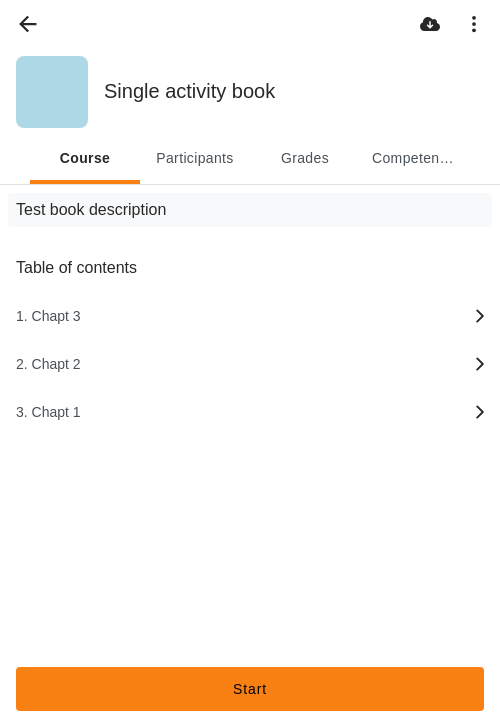 Single activity book
Course
Participants
Grades
Competen…
Test book description
Table of contents
1. Chapt 3
2. Chapt 2
3. Chapt 1
Start